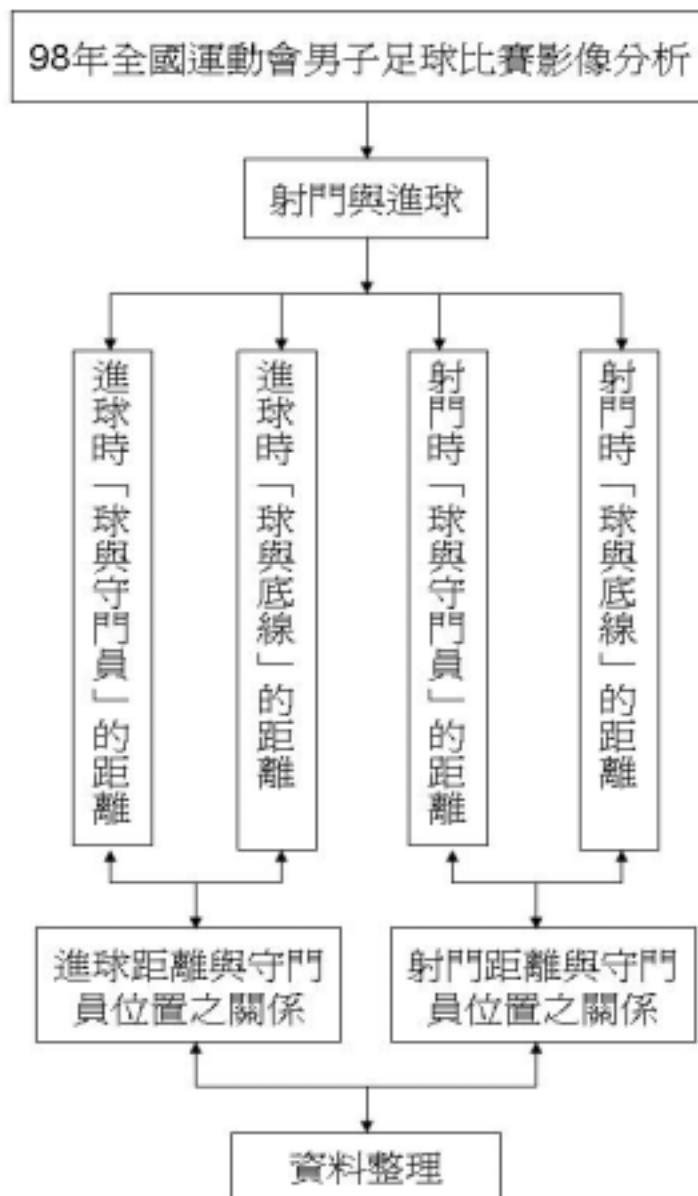 98年全國運動會男子足球比賽影像分析
射門與進球
進球時「球與守門員」的距離
進球時「球與底線」的距離
射門時「球與守門員」的距離
射門時「球與底線」的距離
進球距離與守門
員位置之關係
射門距離與守門
員位置之關係
資料整理